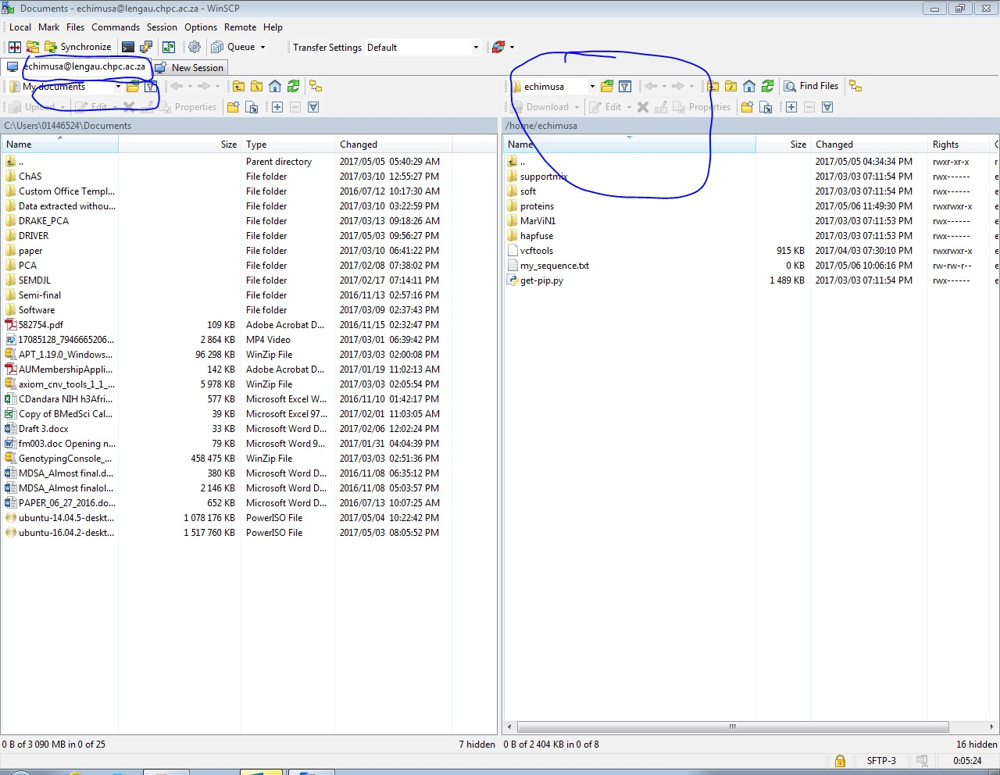 Documents - echimusa@lengau.chpc.ac.za - WinSCP
Local Mark Files Commands Session Options Remote Help
Synchronize Queue Transfer Settings Default
echimusa@lengau.chpc.ac.za New Session
My documents
Upload Edit Properties
C:\Users\01446524\Documents
Name Size Type Changed
.. Parent directory 2017/05/05 05:40:29 AM
ChAS File folder 2017/03/10 12:55:27 PM
Custom Office Templ... File folder 2016/07/12 10:17:30 AM
Data extracted withou... File folder 2017/03/10 03:22:59 PM
DRAKE_PCA File folder 2017/03/13 09:18:26 AM
DRIVER File folder 2017/05/03 09:56:27 PM
paper File folder 2017/03/10 06:41:22 PM
PCA File folder 2017/02/08 07:38:02 PM
SEMDJL File folder 2017/02/17 07:14:11 PM
Semi-final File folder 2016/11/13 02:57:16 PM
Software File folder 2017/03/09 02:37:43 PM
582754.pdf 109 KB Adobe Acrobat D... 2016/11/15 02:32:47 PM
17085128_7946665206... 2 864 KB MP4 Video 2017/03/01 06:39:42 PM
APT_1.19.0_Windows... 96 298 KB WinZip File 2017/03/03 02:00:08 PM
AUMembershipAppli... 142 KB Adobe Acrobat D... 2017/01/19 11:02:13 AM
axiom_cnv_tools_1_1_... 5 978 KB WinZip File 2017/03/03 02:05:54 PM
CDandara NIH h3Afri... 577 KB Microsoft Excel W... 2016/11/10 01:42:17 PM
Copy of BMedSci Cal... 39 KB Microsoft Excel 97... 2017/02/01 11:03:05 AM
Draft 3.docx 33 KB Microsoft Word D... 2017/02/06 12:02:24 PM
fm003.doc Opening n... 79 KB Microsoft Word 9... 2017/01/31 04:04:39 PM
GenotypingConsole_... 458 475 KB WinZip File 2017/03/03 02:51:36 PM
MDSA_Almost final.d... 380 KB Microsoft Word D... 2016/11/08 06:35:12 PM
MDSA_Almost finalol... 2 146 KB Microsoft Word D... 2016/11/08 05:03:57 PM
PAPER_06_27_2016.do... 652 KB Microsoft Word D... 2016/07/13 10:07:25 AM
ubuntu-14.04.5-deskt... 1 078 176 KB PowerISO File 2017/05/04 10:22:42 PM
ubuntu-16.04.2-deskt... 1 517 760 KB PowerISO File 2017/05/03 08:05:52 PM
0 B of 3 090 MB in 0 of 25 7 hidden
echimusa Find Files
Download Edit Properties
/home/echimusa
Name Size Changed Rights
.. 2017/05/05 04:34:34 PM rwxr-xr-x r
supportmix 2017/03/03 07:11:54 PM rwx------ e
soft 2017/03/03 07:11:54 PM rwx------ e
proteins 2017/05/06 11:49:30 PM rwxrwxr-x e
MarViN1 2017/03/03 07:11:53 PM rwx------ e
hapfuse 2017/03/03 07:11:53 PM rwx------ e
vcftools 915 KB 2017/04/03 07:30:10 PM rwxrwxr-x e
my_sequence.txt 0 KB 2017/05/06 10:06:16 PM rw-rw-r-- e
get-pip.py 1 489 KB 2017/03/03 07:11:54 PM rwx------ e
0 B of 2 404 KB in 0 of 8 16 hidden
SFTP-3 0:05:24